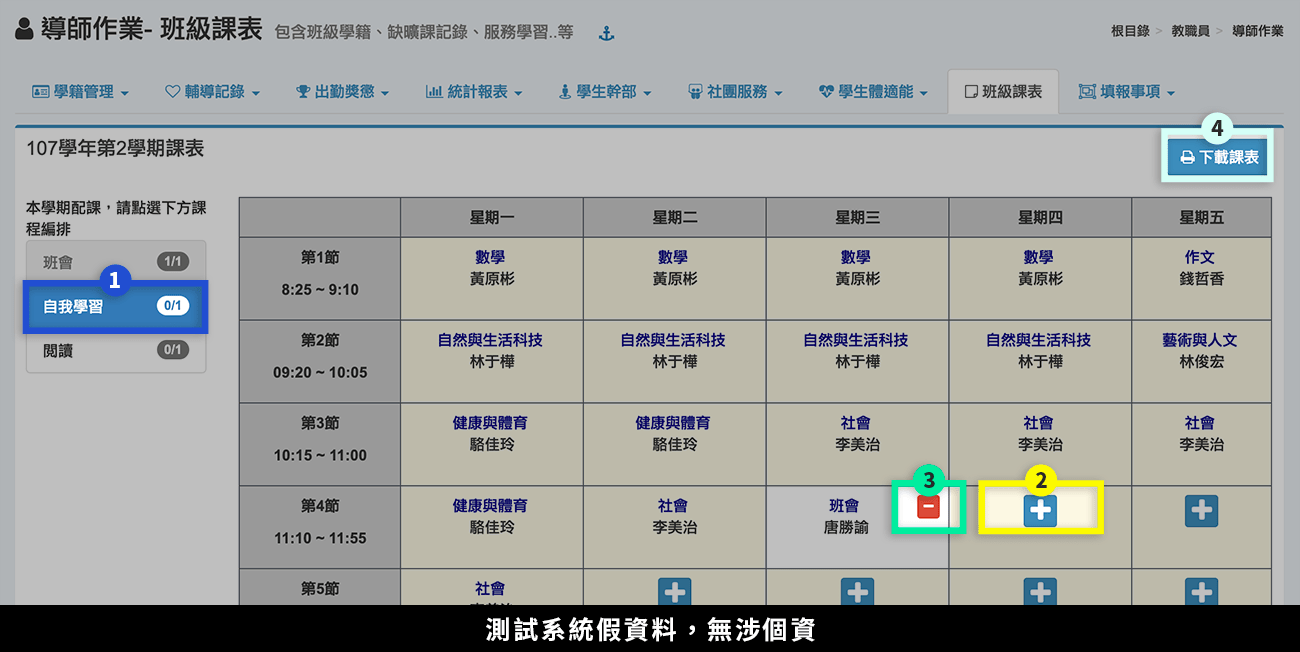 導師作業- 班級課表 包含班級學籍、缺曠課記錄、服務學習..等
根目錄 > 教職員 > 導師作業
學籍管理 輔導記錄 出勤獎懲 統計報表 學生幹部 社團服務 學生體適能 班級課表 填報事項
107學年第2學期課表
4
下載課表
本學期配課，請點選下方課
程編排
班會 1/1
1
自我學習 0/1
閱讀 0/1
星期一 星期二 星期三 星期四 星期五
第1節 數學 數學 數學 數學 作文
8:25 ~ 9:10 黃原彬 黃原彬 黃原彬 黃原彬 錢哲香
第2節 自然與生活科技 自然與生活科技 自然與生活科技 自然與生活科技 藝術與人文
09:20 ~ 10:05 林于樺 林于樺 林于樺 林于樺 林俊宏
第3節 健康與體育 健康與體育 社會 社會 社會
10:15 ~ 11:00 駱佳玲 駱佳玲 李美治 李美治 李美治
3 2
第4節 健康與體育 社會 班會
11:10 ~ 11:55 駱佳玲 李美治 唐勝諭
第5節 社會
測試系統假資料，無涉個資